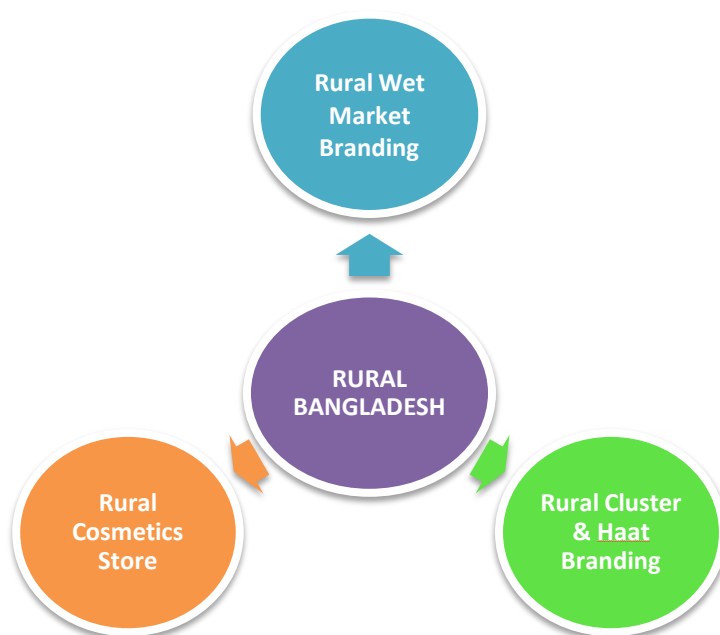 Rural Wet
Market
Branding
RURAL
BANGLADESH
Rural
Cosmetics
Store
Rural Cluster
& Haat
Branding